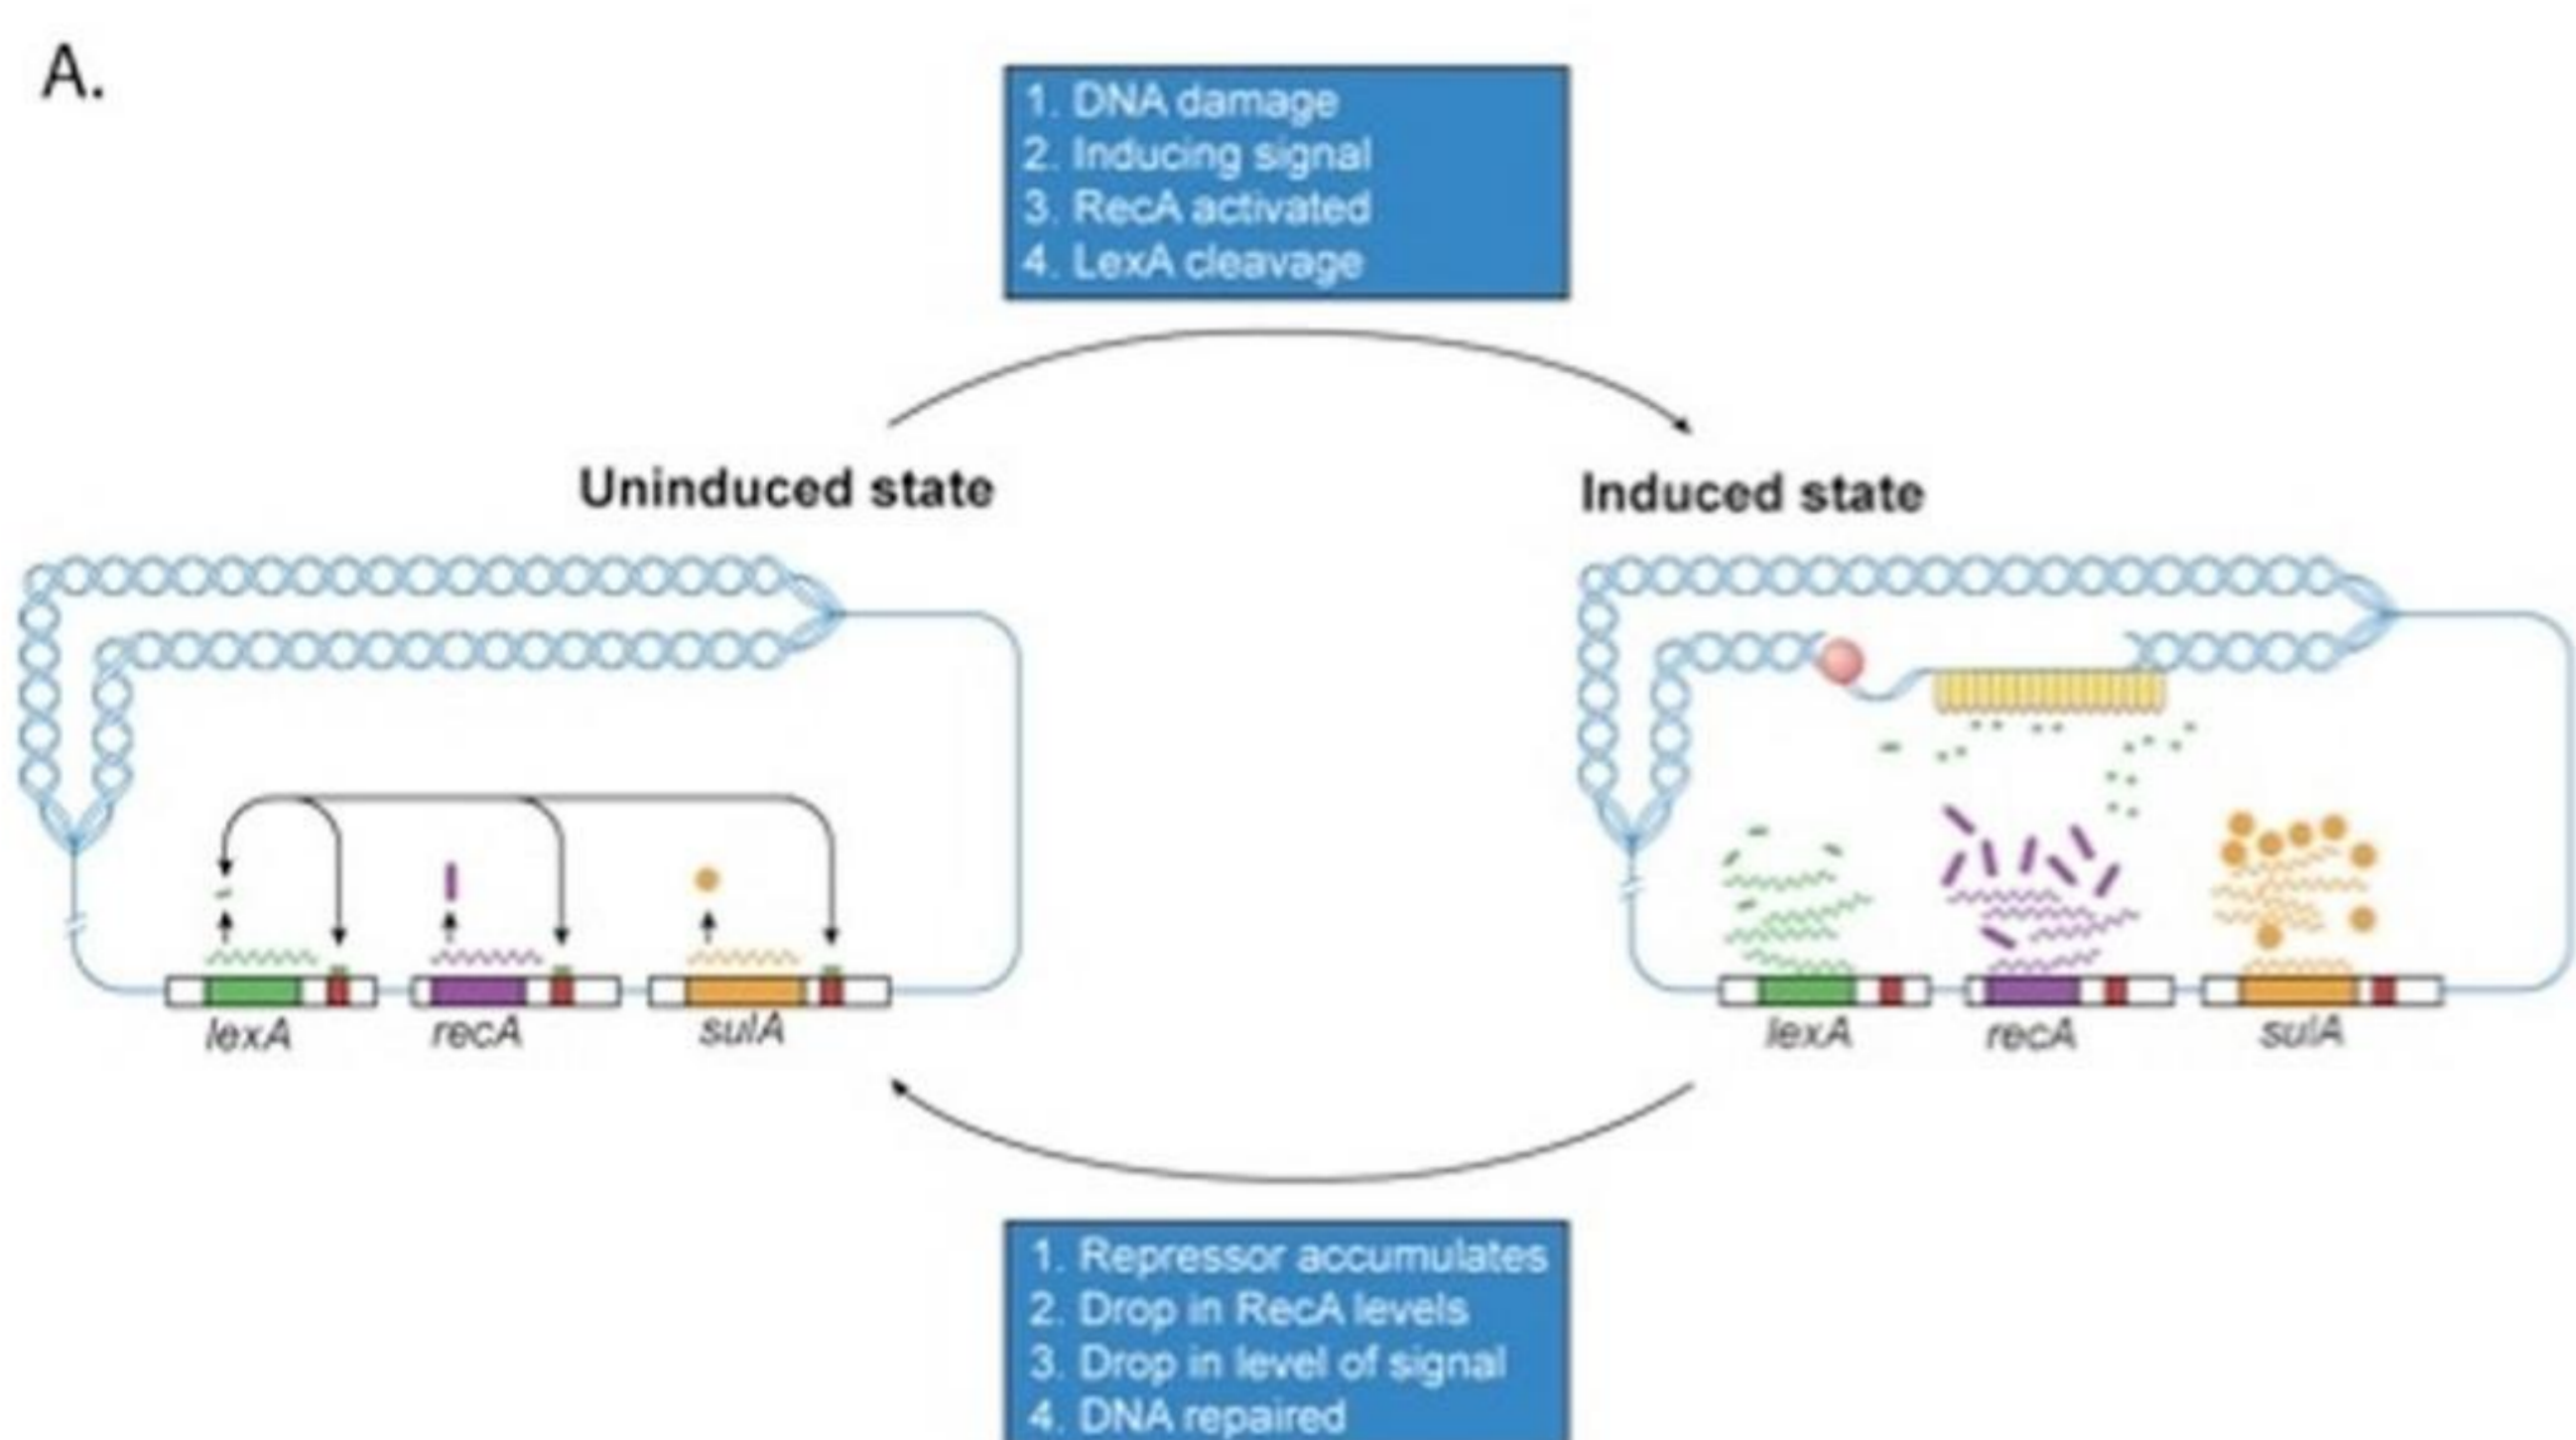 A.
1. DNA damage
2. Inducing signal
3. RecA activated
4. LexA cleavage
Uninduced state
Induced state
lexA recA sulA
lexA recA sulA
1. Repressor accumulates
2. Drop in RecA levels
3. Drop in level of signal
4. DNA repaired